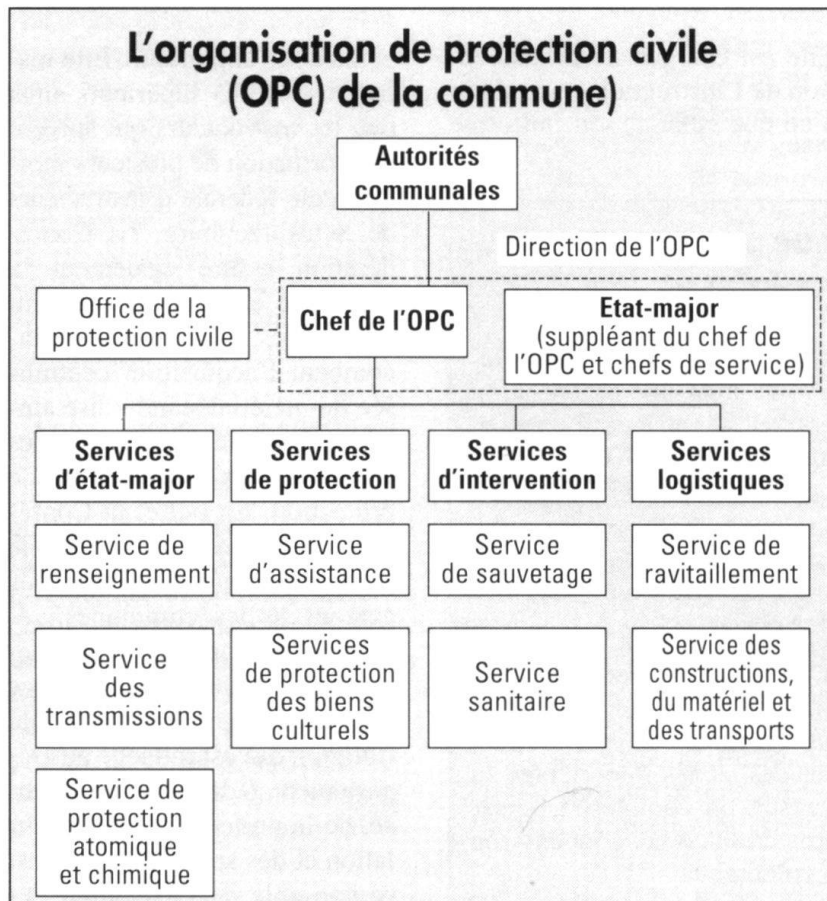 L'organisation de protection civile
(OPC) de la commune)
Autorités
communales
Direction de l'OPC
Office de la
protection civile
Chef de l'OPC
Etat-major
(suppléant du chef de
l'OPC et chefs de service)
Services
d'état-major
Services
de protection
Services
d'intervention
Services
logistiques
Service de
renseignement
Service
d'assistance
Service
de sauvetage
Service de
ravitaillement
Service
des
transmissions
Services
de protection
des biens
culturels
Service
sanitaire
Service des
constructions,
du matériel et
des transports
Service de
protection
atomique
et chimique